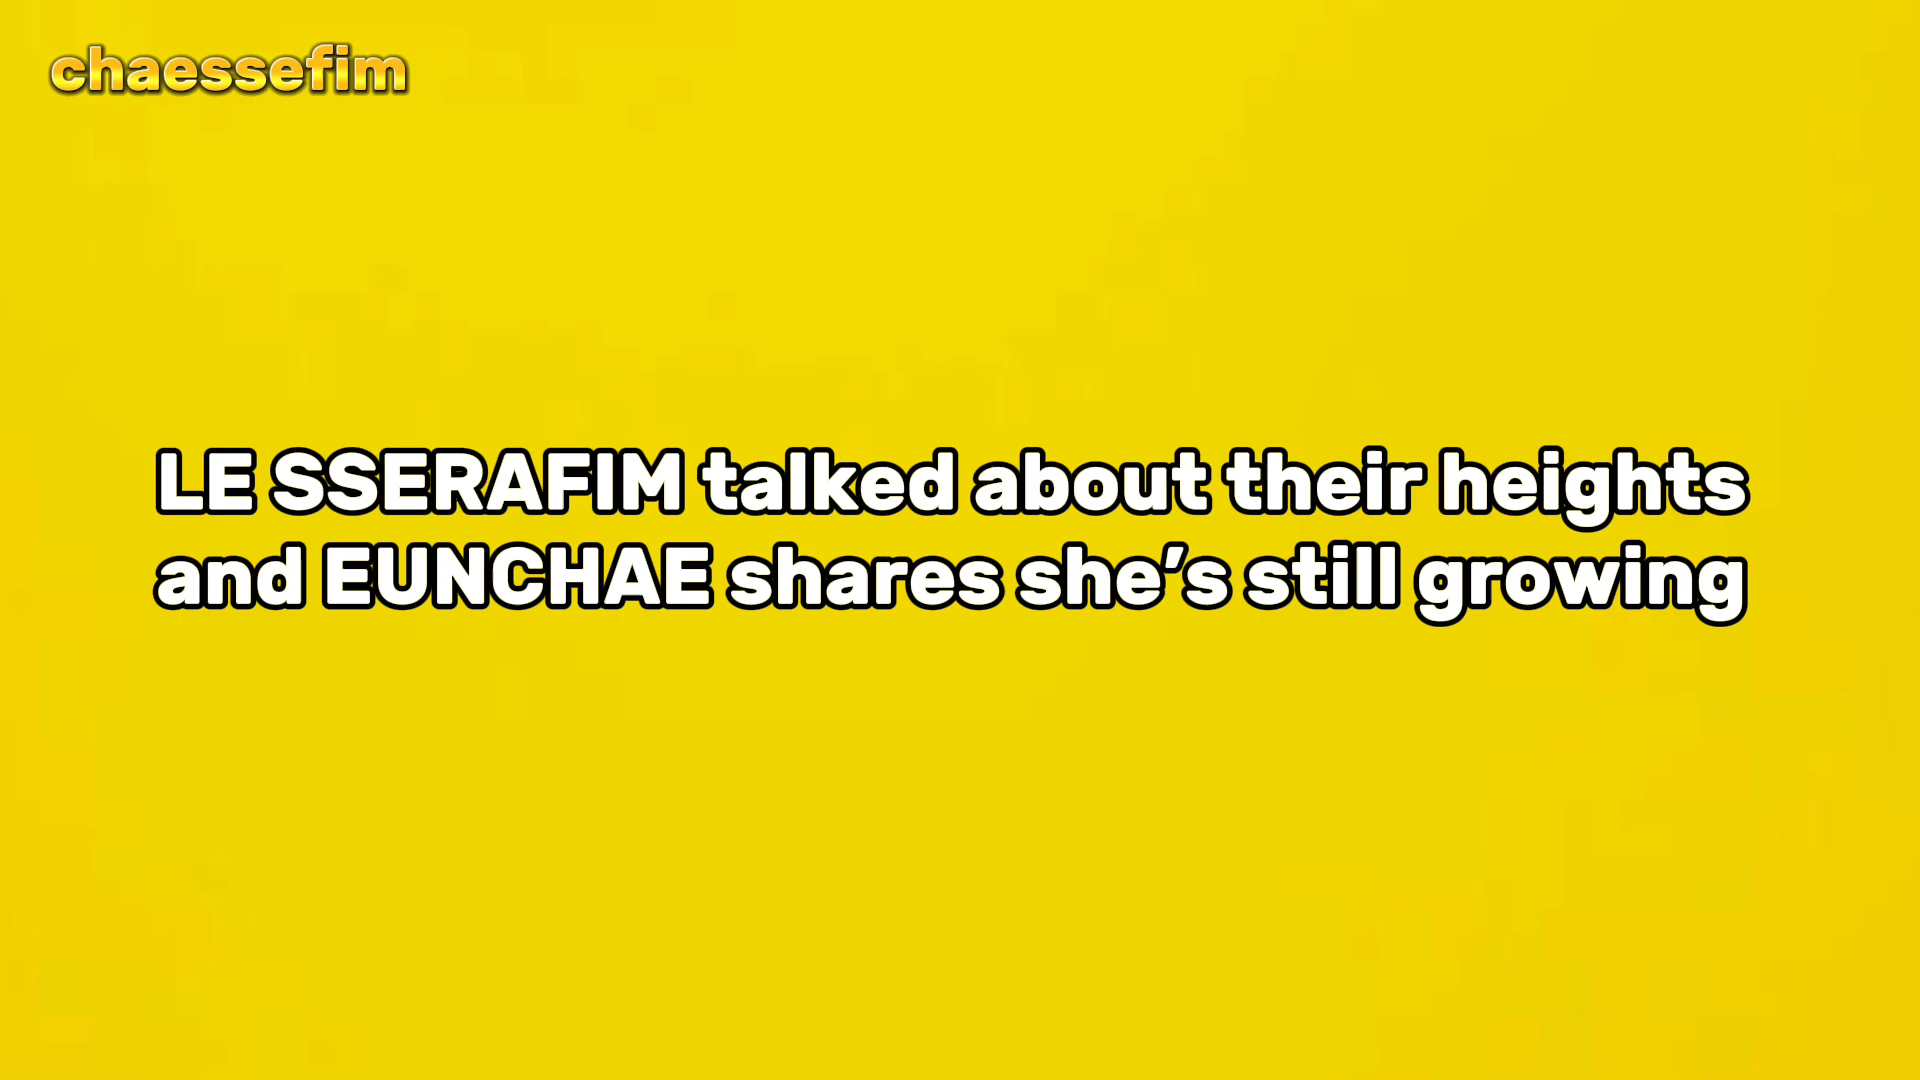 chaessefim
LE SSERAFIM talked about their heights
and EUNCHAE shares she’s still growing